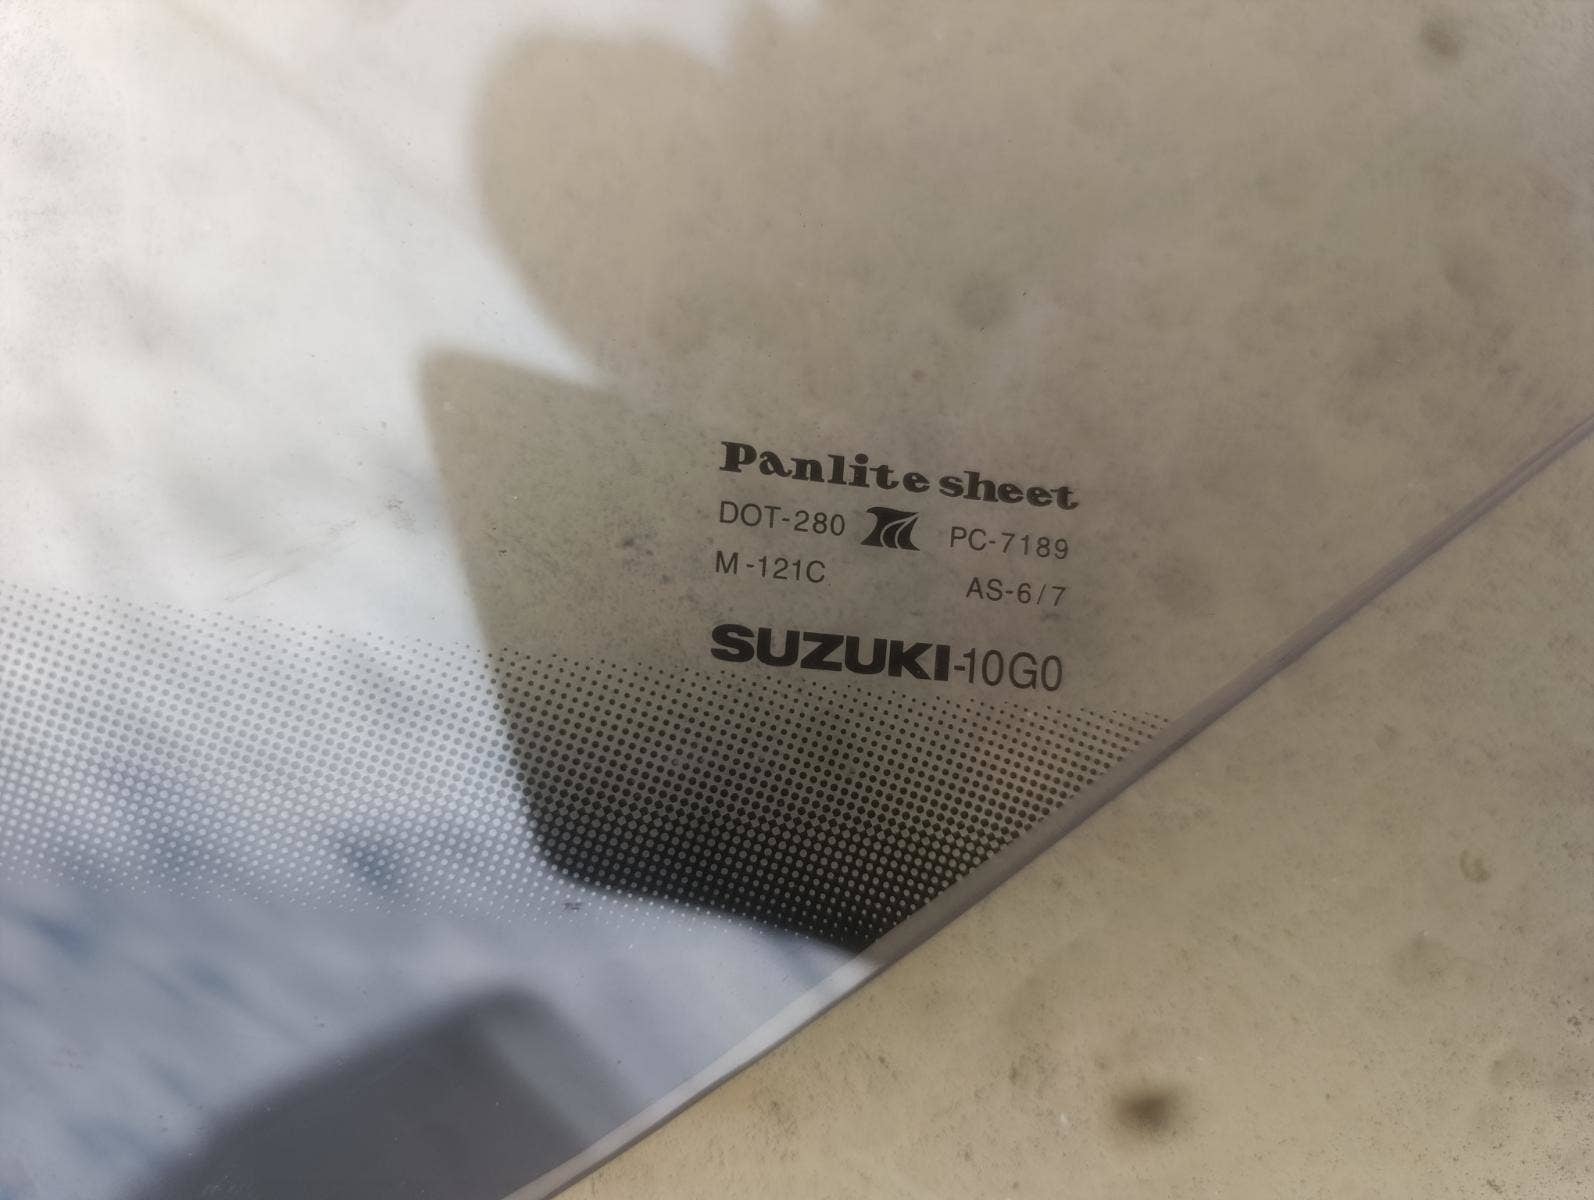 Panlite sheet
DOT-280 PC-7189
M-121C AS-6/7
SUZUKI-10G0